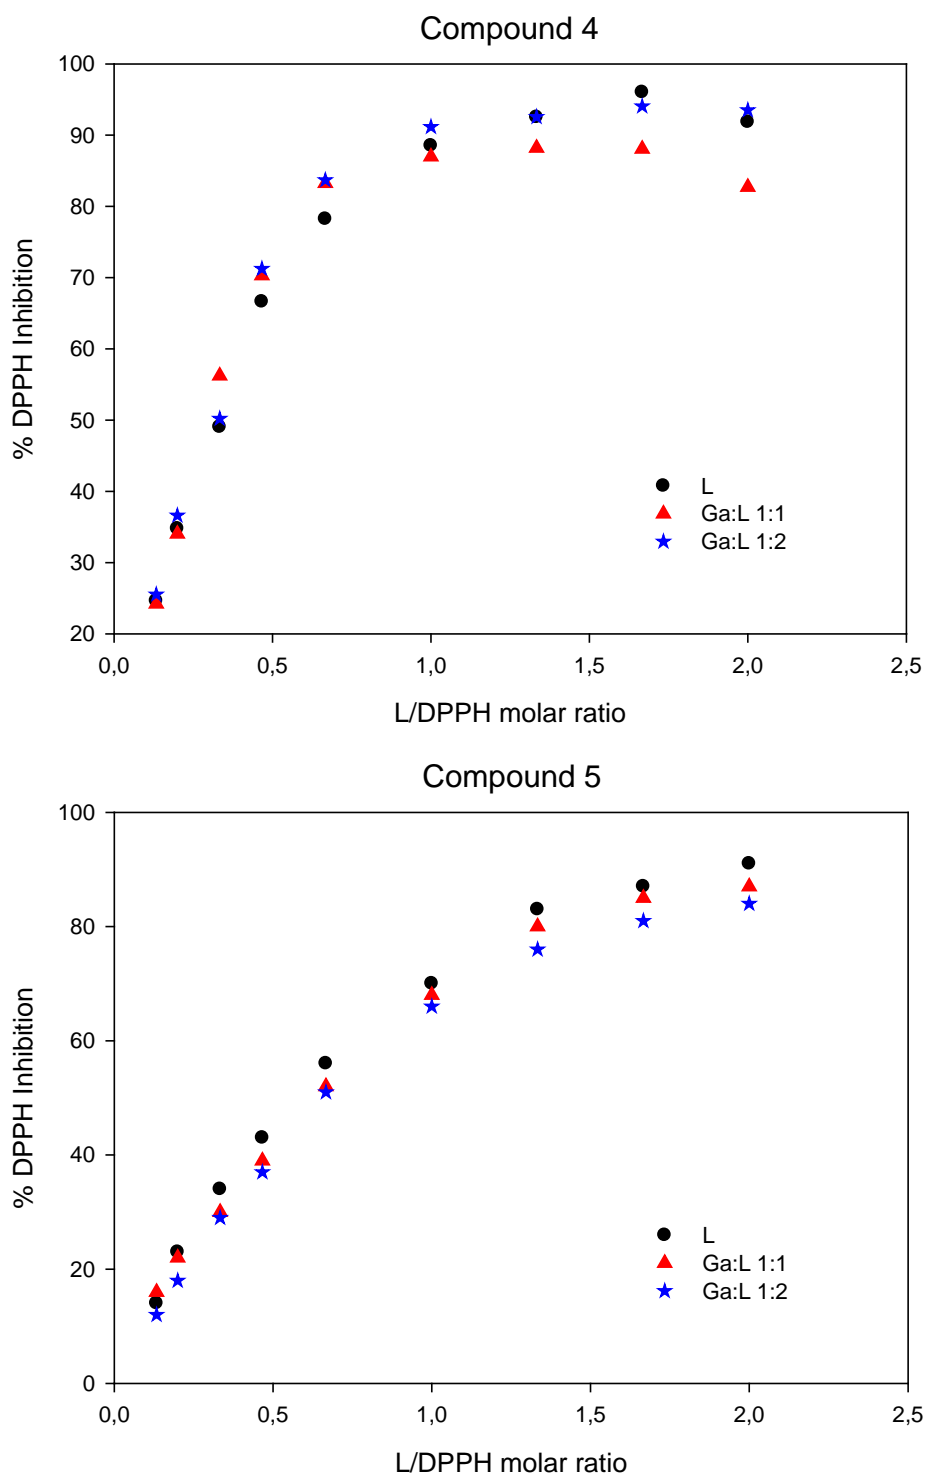 Compound 4
100
90
80
70
60
50
40
30
20
% DPPH Inhibition
L
Ga:L 1:1
Ga:L 1:2
0,0 0,5 1,0 1,5 2,0 2,5
L/DPPH molar ratio
Compound 5
100
80
60
40
20
0
% DPPH Inhibition
L
Ga:L 1:1
Ga:L 1:2
0,0 0,5 1,0 1,5 2,0 2,5
L/DPPH molar ratio